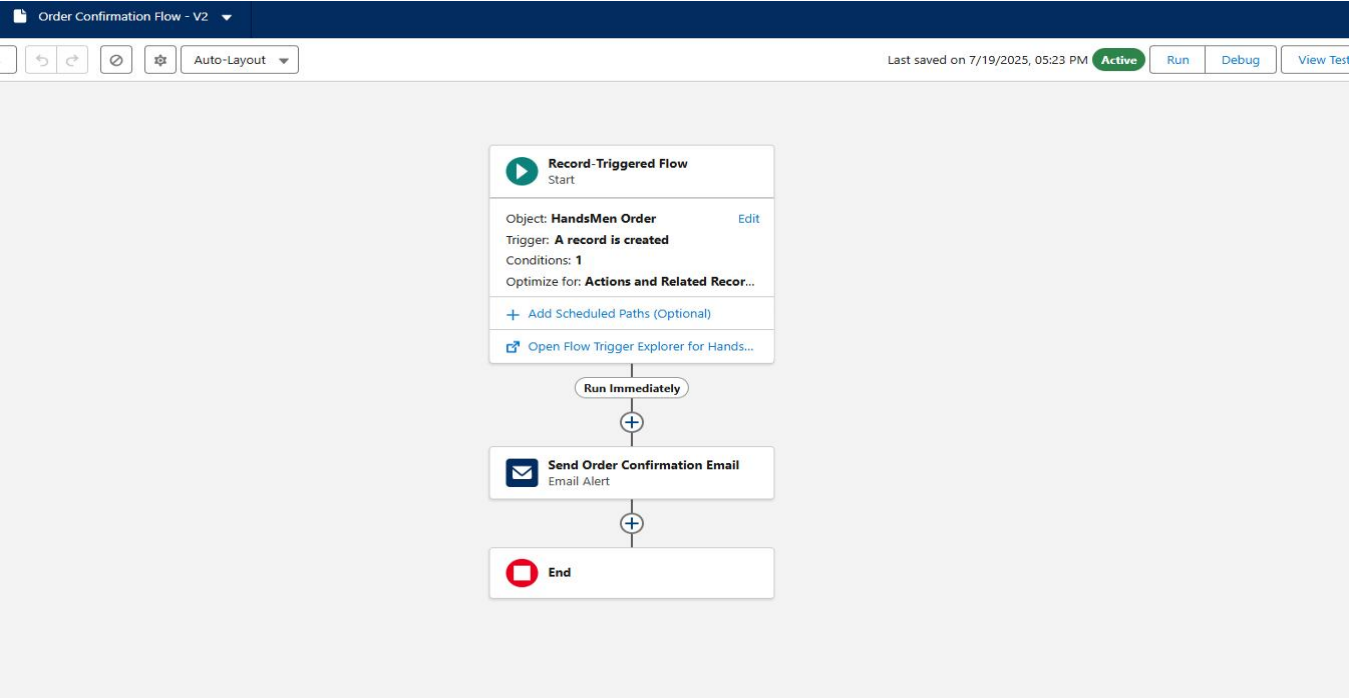 Order Confirmation Flow - V2
Auto-Layout
Last saved on 7/19/2025, 05:23 PM Active Run Debug View Test
Record-Triggered Flow
Start
Object: HandsMen Order Edit
Trigger: A record is created
Conditions: 1
Optimize for: Actions and Related Recor...
Add Scheduled Paths (Optional)
Open Flow Trigger Explorer for Hands...
Run Immediately
Send Order Confirmation Email
Email Alert
End